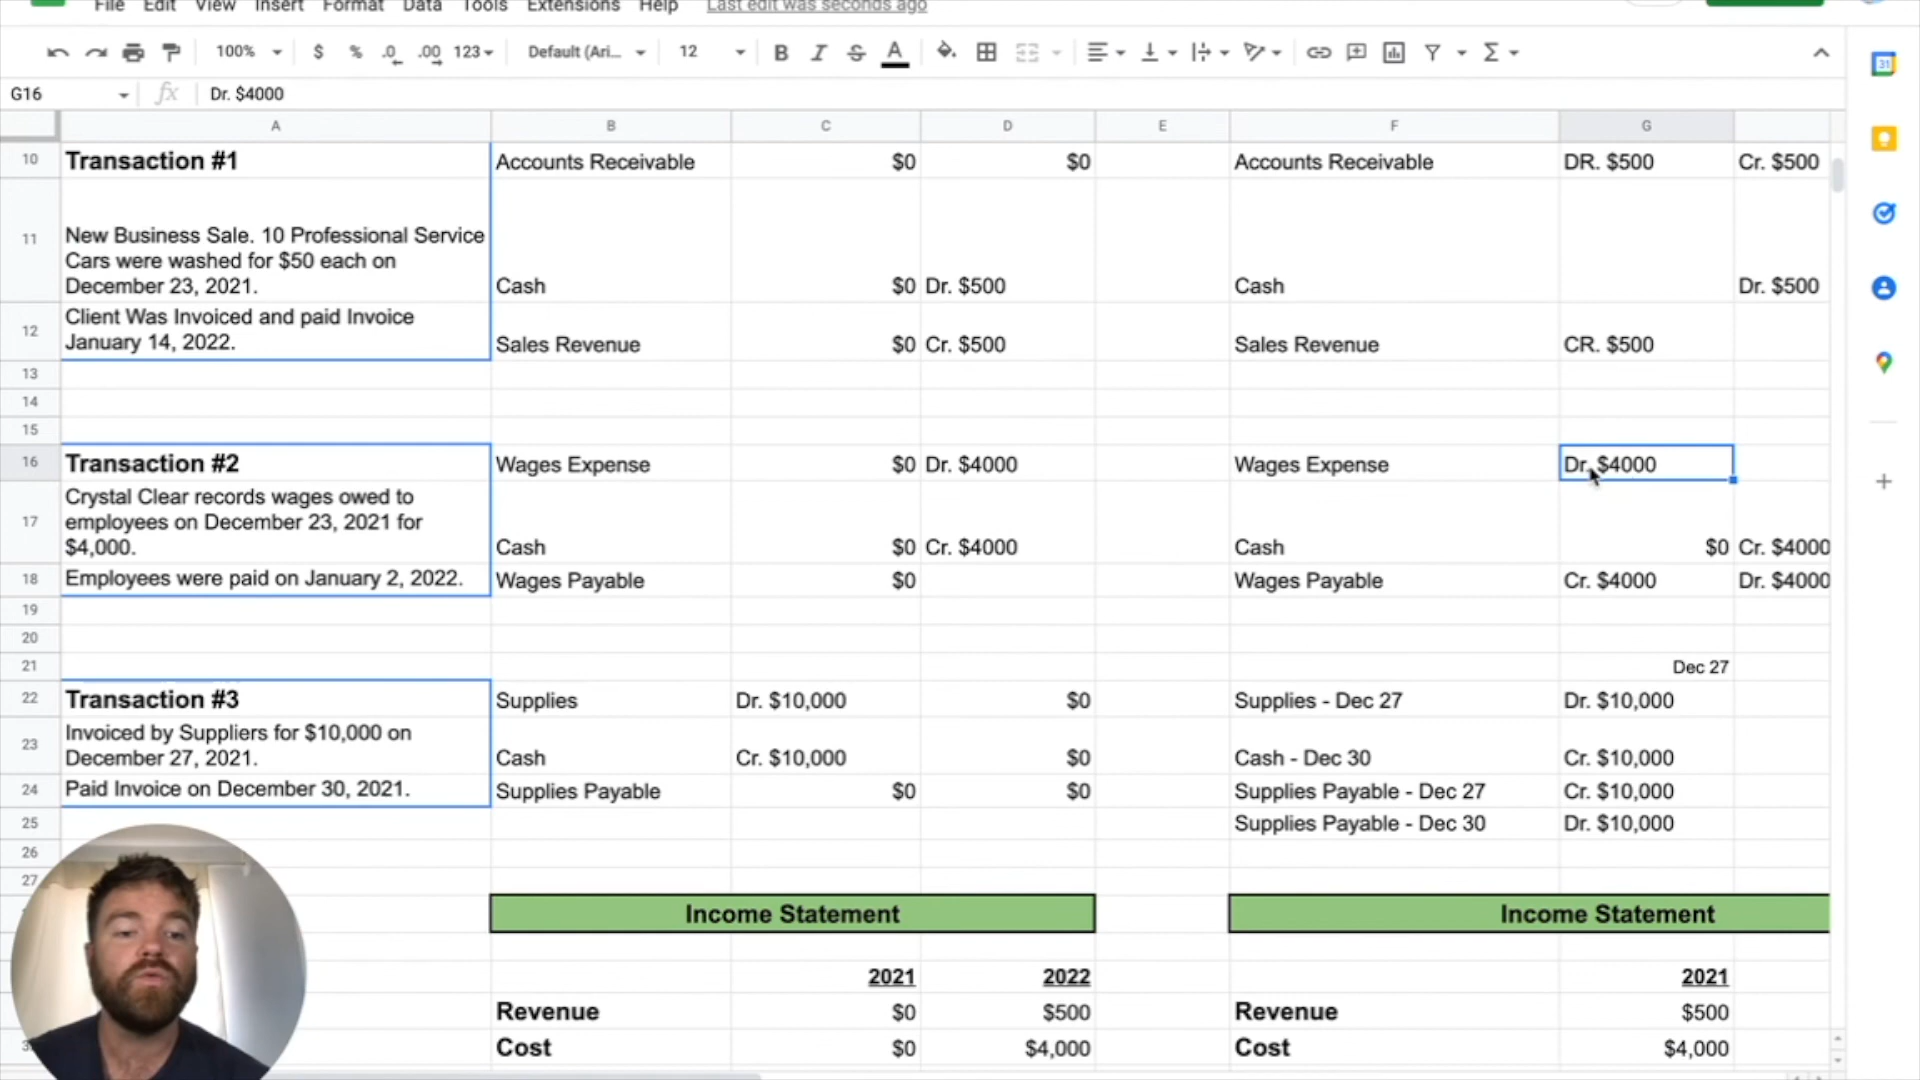 File Edit View Insert Format Data Tools Extensions Help Last edit was seconds ago
100% $ % .0 .00 123 Default (Ari... 12 B I S A Σ
31
G16 fx Dr. $4000
A B C D E F G
10 Transaction #1 Accounts Receivable $0 $0 Accounts Receivable DR. $500 Cr. $500
11 New Business Sale. 10 Professional Service
Cars were washed for $50 each on
December 23, 2021. Cash $0 Dr. $500 Cash Dr. $500
12 Client Was Invoiced and paid Invoice
January 14, 2022. Sales Revenue $0 Cr. $500 Sales Revenue CR. $500
13
14
15
16 Transaction #2 Wages Expense $0 Dr. $4000 Wages Expense Dr. $4000
17 Crystal Clear records wages owed to
employees on December 23, 2021 for
$4,000. Cash $0 Cr. $4000 Cash $0 Cr. $4000
18 Employees were paid on January 2, 2022. Wages Payable $0 Wages Payable Cr. $4000 Dr. $4000
19
20
21 Dec 27
22 Transaction #3 Supplies Dr. $10,000 $0 Supplies - Dec 27 Dr. $10,000
23 Invoiced by Suppliers for $10,000 on
December 27, 2021. Cash Cr. $10,000 $0 Cash - Dec 30 Cr. $10,000
24 Paid Invoice on December 30, 2021. Supplies Payable $0 $0 Supplies Payable - Dec 27 Cr. $10,000
25 Supplies Payable - Dec 30 Dr. $10,000
26
27
Income Statement Income Statement
2021 2022 2021
Revenue $0 $500 Revenue $500
Cost $0 $4,000 Cost $4,000